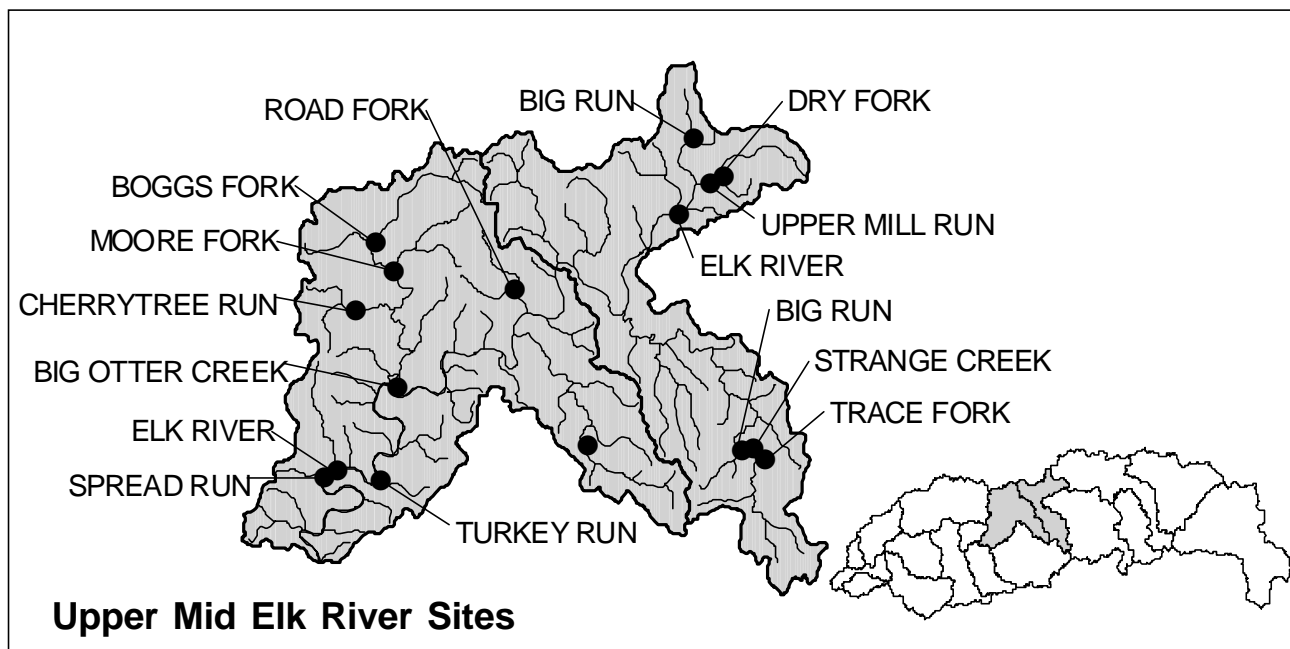 BIG RUN
DRY FORK
ROAD FORK
BOGGS FORK
MOORE FORK
UPPER MILL RUN
ELK RIVER
CHERRYTREE RUN
BIG RUN
STRANGE CREEK
BIG OTTER CREEK
TRACE FORK
ELK RIVER
SPREAD RUN
TURKEY RUN
Upper Mid Elk River Sites